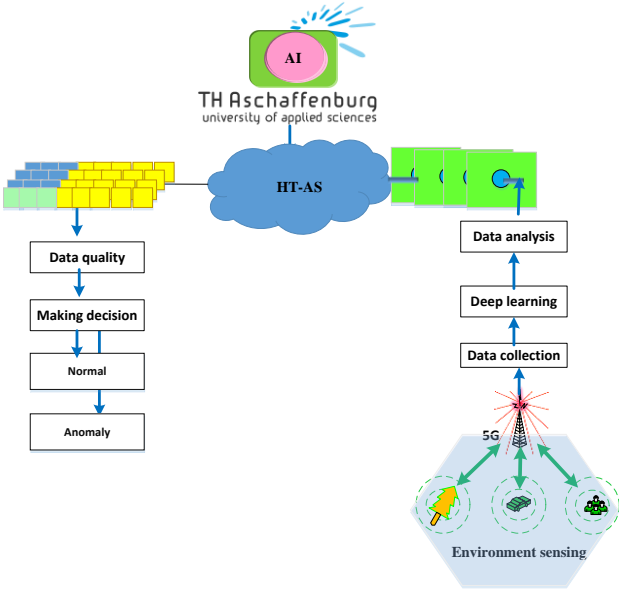 AI
TH Aschaffenburg
university of applied sciences
HT-AS
Data quality
Making decision
Normal
Anomaly
Data analysis
Deep learning
Data collection
5G
Environment sensing